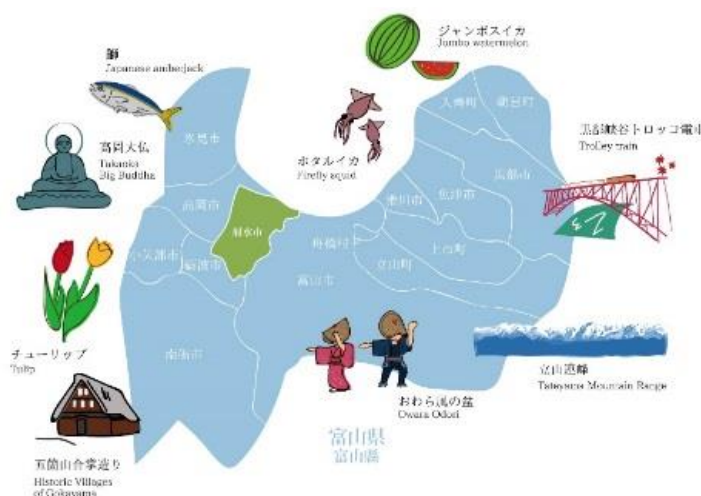 ジャンボスイカ
Jumbo watermelon
鰤
Japanese amberjack
入善町
朝日町
黒部峡谷トロッコ電車
Trolley train
氷見市
高岡大仏
Takaoka
Big Buddha
ホタルイカ
Firefly squid
黒部市
滑川市
魚津市
高岡市
射水市
舟橋村
上市町
小矢部市
砺波市
立山町
富山市
チューリップ
Tulip
南砺市
立山連峰
Tateyama Mountain Range
おわら風の盆
Owara Odori
富山県
富山縣
五箇山合掌造り
Historic Villages
of Gokayama